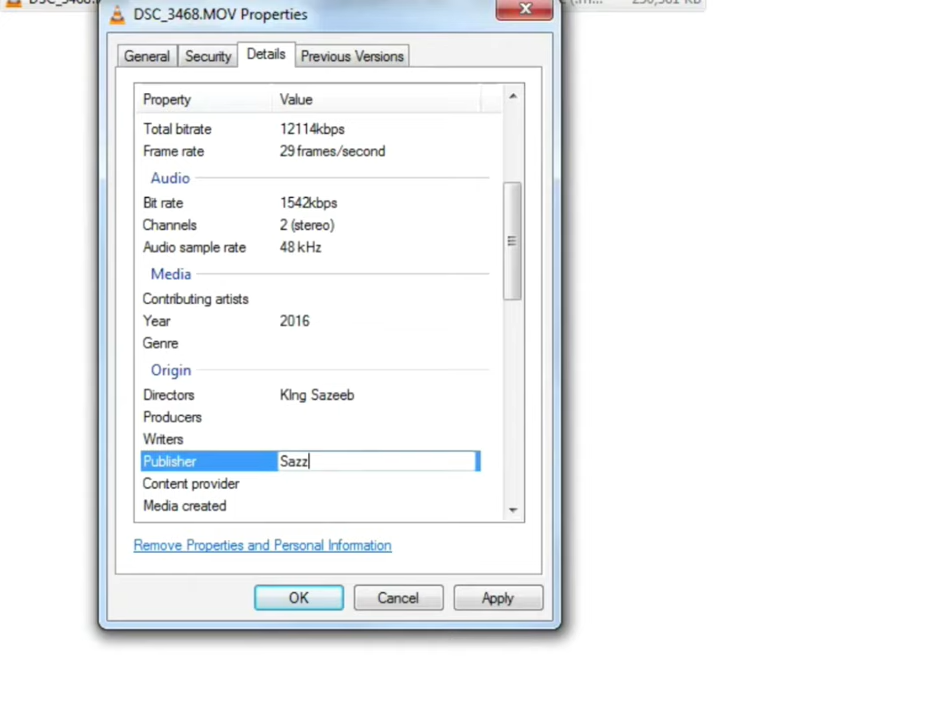 DSC_3468.MOV Properties
General Security Details Previous Versions
Property Value
Total bitrate 12114kbps
Frame rate 29 frames/second
Audio
Bit rate 1542kbps
Channels 2 (stereo)
Audio sample rate 48 kHz
Media
Contributing artists
Year 2016
Genre
Origin
Directors KIng Sazeeb
Producers
Writers
Publisher Sazz
Content provider
Media created
Remove Properties and Personal Information
OK Cancel Apply